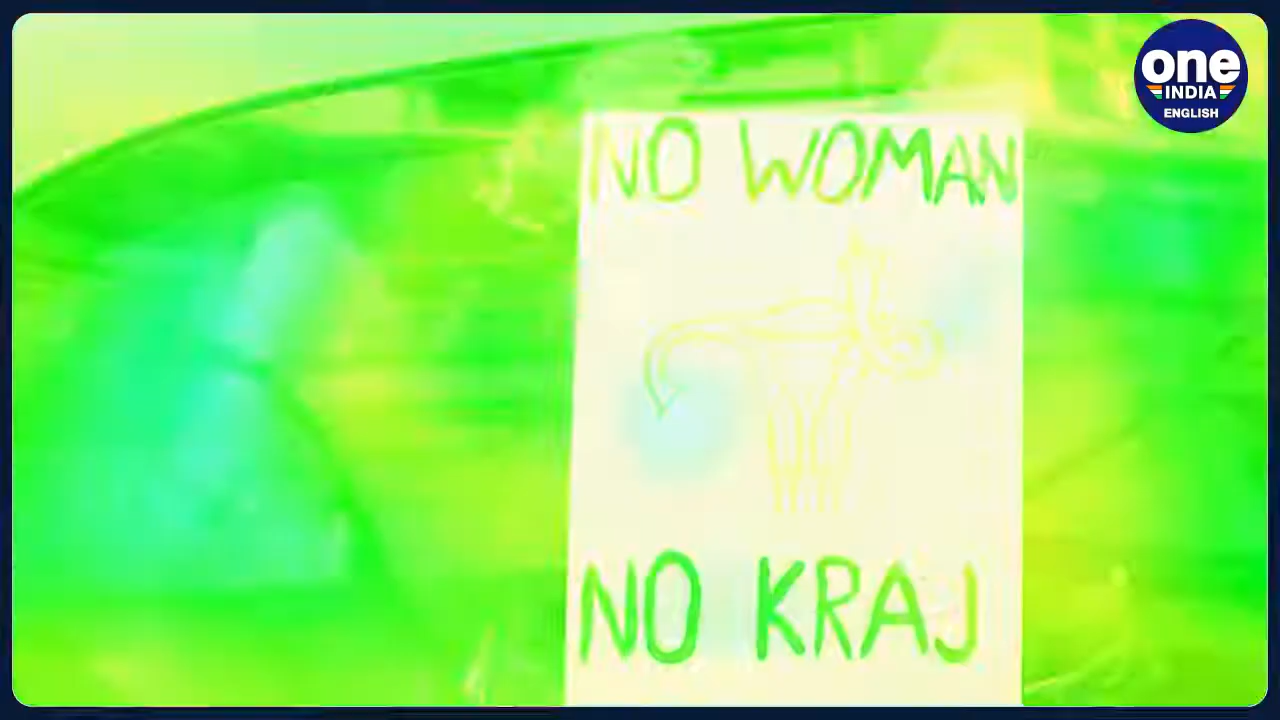 one
INDIA
ENGLISH
NO WOMAN
NO KRAJ